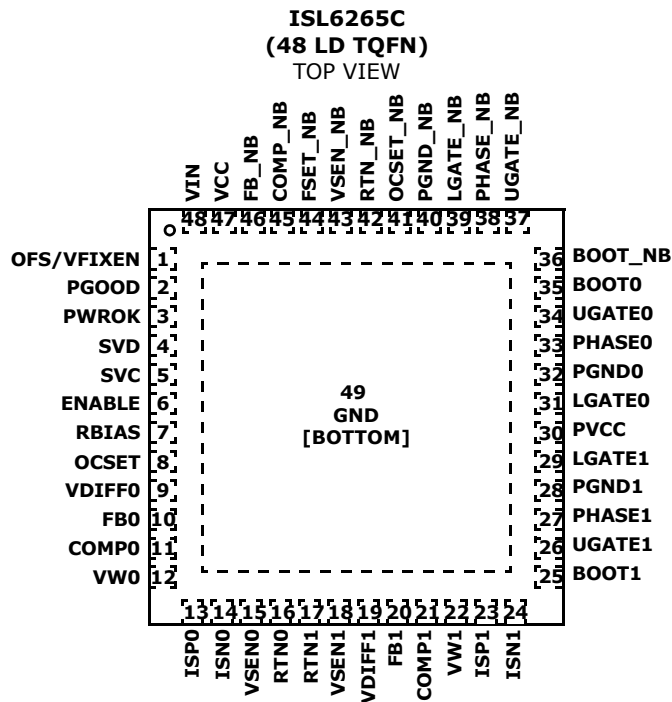 ISL6265C
(48 LD TQFN)
TOP VIEW
VIN
VCC
FB_NB
COMP_NB
FSET_NB
VSEN_NB
RTN_NB
OCSET_NB
PGND_NB
LGATE_NB
PHASE_NB
UGATE_NB
48 47 46 45 44 43 42 41 40 39 38 37
OFS/VFIXEN 1
PGOOD 2
PWROK 3
SVD 4
SVC 5
ENABLE 6
RBIAS 7
OCSET 8
VDIFF0 9
FB0 10
COMP0 11
VW0 12
49
GND
[BOTTOM]
36 BOOT_NB
35 BOOT0
34 UGATE0
33 PHASE0
32 PGND0
31 LGATE0
30 PVCC
29 LGATE1
28 PGND1
27 PHASE1
26 UGATE1
25 BOOT1
13 14 15 16 17 18 19 20 21 22 23 24
ISP0
ISN0
VSEN0
RTN0
RTN1
VSEN1
VDIFF1
FB1
COMP1
VW1
ISP1
ISN1